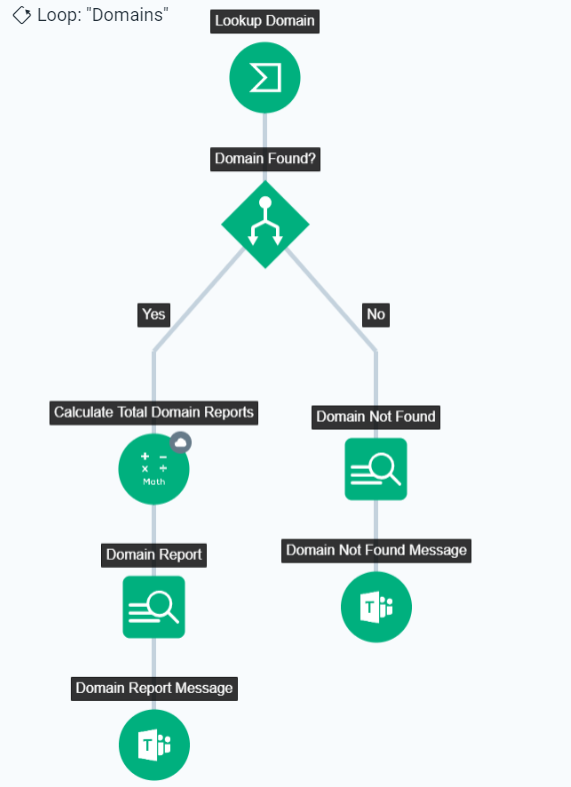 Loop: "Domains"
Lookup Domain
Domain Found?
Yes
No
Calculate Total Domain Reports
Domain Not Found
+ −
× ÷
Math
Domain Report
Domain Not Found Message
T
Domain Report Message
T